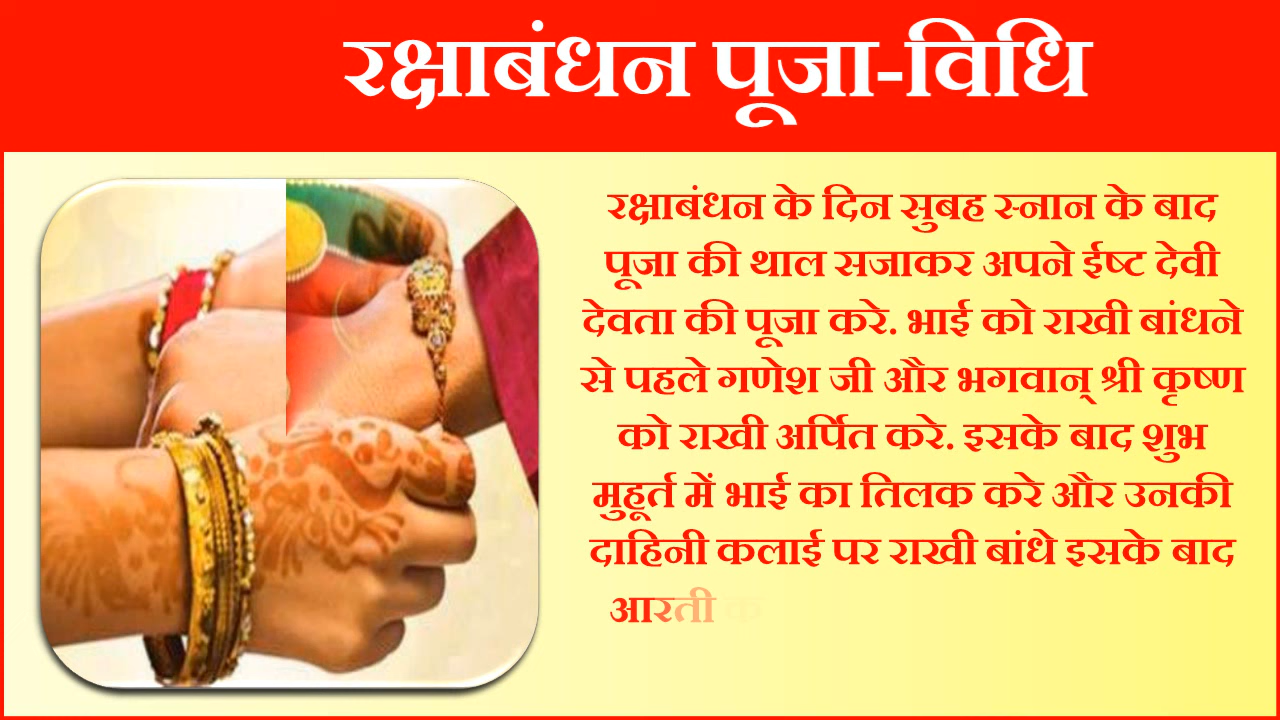 रक्षाबंधन पूजा-विधि
रक्षाबंधन के दिन सुबह स्नान के बाद
पूजा की थाल सजाकर अपने ईष्ट देवी
देवता की पूजा करे. भाई को राखी बांधने
से पहले गणेश जी और भगवान् श्री कृष्ण
को राखी अर्पित करे. इसके बाद शुभ
मुहूर्त में भाई का तिलक करे और उनकी
दाहिनी कलाई पर राखी बांधे इसके बाद
आरती